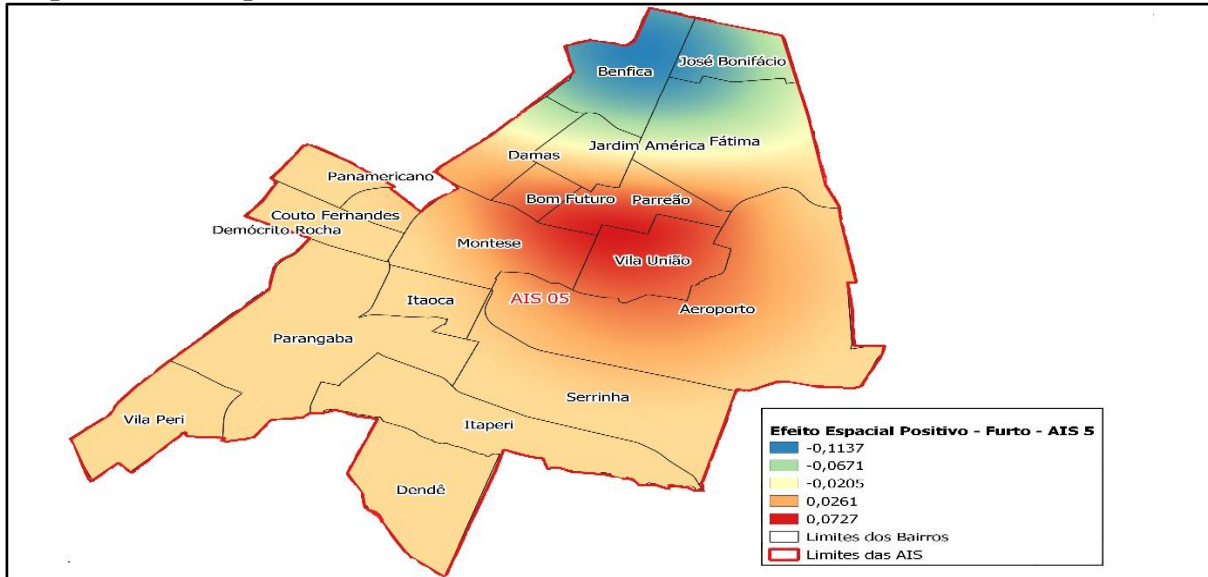 Benfica
José Bonifácio
Jardim América
Fátima
Damas
Panamericano
Bom Futuro
Parreão
Couto Fernandes
Demócrito Rocha
Montese
Vila União
Itaoca
AIS 05
Aeroporto
Parangaba
Serrinha
Vila Peri
Itaperi
Dendê
Efeito Espacial Positivo - Furto - AIS 5
-0,1137
-0,0671
-0,0205
0,0261
0,0727
Limites dos Bairros
Limites das AIS